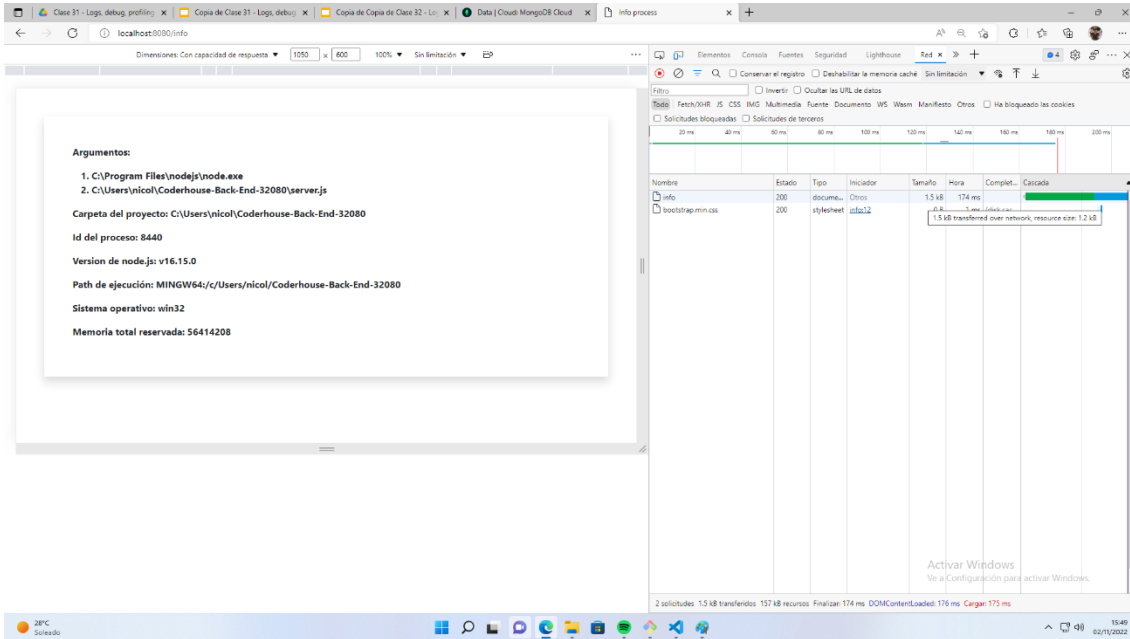 Clase 31 - Logs, debug, profiling
Copia de Clase 31 - Logs, debug
Copia de Copia de Clase 32 - Lo
Data | Cloud: MongoDB Cloud
Info process
localhost:8080/info
Dimensiones: Con capacidad de respuesta ▼ 1050 x 600 100% ▼ Sin limitación ▼
Argumentos:
1. C:\Program Files\nodejs\node.exe
2. C:\Users\nicol\Coderhouse-Back-End-32080\server.js
Carpeta del proyecto: C:\Users\nicol\Coderhouse-Back-End-32080
Id del proceso: 8440
Version de node.js: v16.15.0
Path de ejecución: MINGW64:/c/Users/nicol/Coderhouse-Back-End-32080
Sistema operativo: win32
Memoria total reservada: 56414208
Elementos Consola Fuentes Seguridad Lighthouse Red 4
Conservar el registro Deshabilitar la memoria caché Sin limitación ▼
Filtro Invertir Ocultar las URL de datos
Todo Fetch/XHR JS CSS IMG Multimedia Fuente Documento WS Wasm Manifiesto Otros Ha bloqueado las cookies
Solicitudes bloqueadas Solicitudes de terceros
20 ms 40 ms 60 ms 80 ms 100 ms 120 ms 140 ms 160 ms 180 ms 200 ms
Nombre Estado Tipo Iniciador Tamaño Hora Complet... Cascada
info 200 docume... Otros 1.5 kB 174 ms
bootstrap.min.css 200 stylesheet info:12 0 B 1 ms
1.5 kB transferred over network, resource size: 1.2 kB
Activar Windows
Ve a Configuración para activar Windows.
2 solicitudes 1.5 kB transferidos 157 kB recursos Finalizar: 174 ms DOMContentLoaded: 176 ms Cargar: 175 ms
28°C
Soleado
15:49
02/11/2022